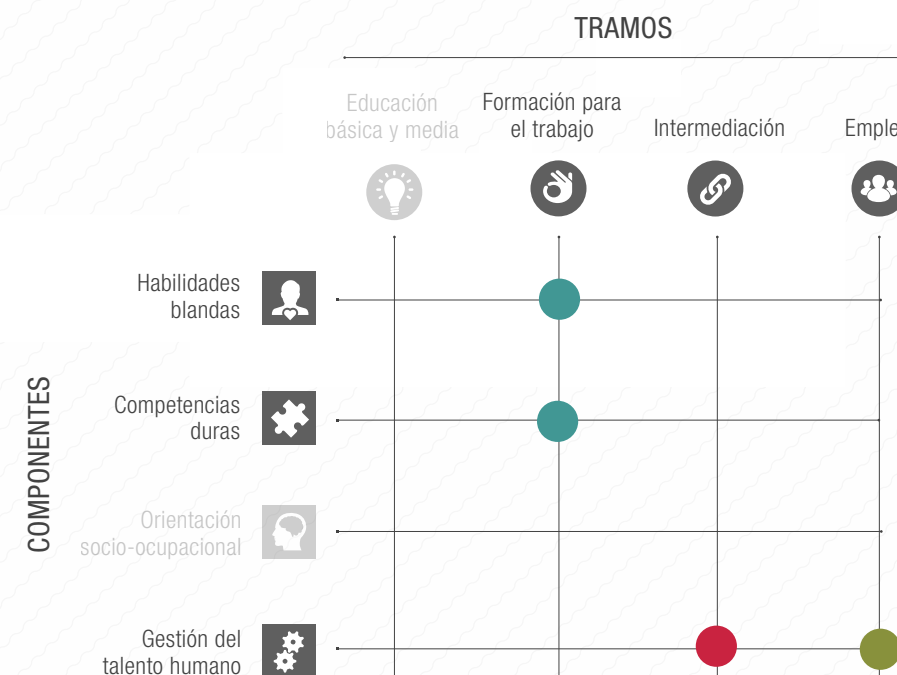 TRAMOS
Educación
básica y media
Formación para
el trabajo
Intermediación
Emple
Habilidades
blandas
COMPONENTES
Competencias
duras
Orientación
socio-ocupacional
Gestión del
talento humano